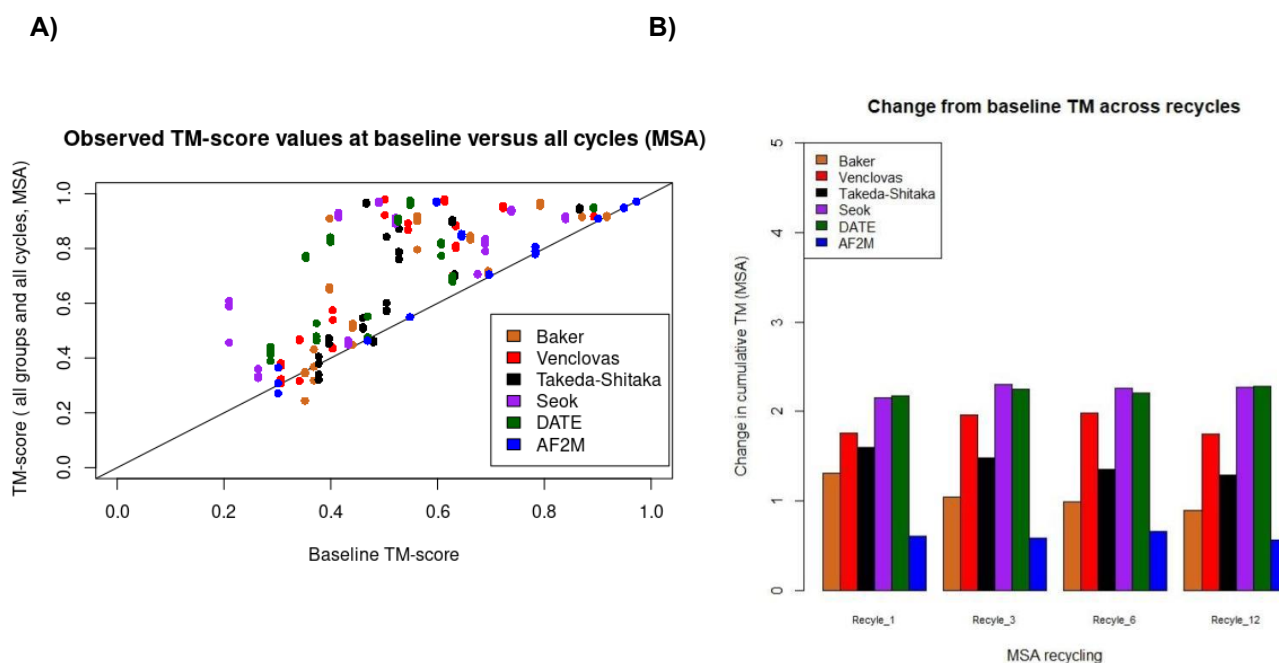 A)
B)
Observed TM-score values at baseline versus all cycles (MSA)
TM-score ( all groups and all cycles, MSA)
1.0
0.8
0.6
0.4
0.2
0.0
Baker
Venclovas
Takeda-Shitaka
Seok
DATE
AF2M
0.0 0.2 0.4 0.6 0.8 1.0
Baseline TM-score
Change from baseline TM across recycles
Change in cumulative TM (MSA)
5
4
3
2
1
0
Baker
Venclovas
Takeda-Shitaka
Seok
DATE
AF2M
Recyle_1 Recyle_3 Recyle_6 Recyle_12
MSA recycling